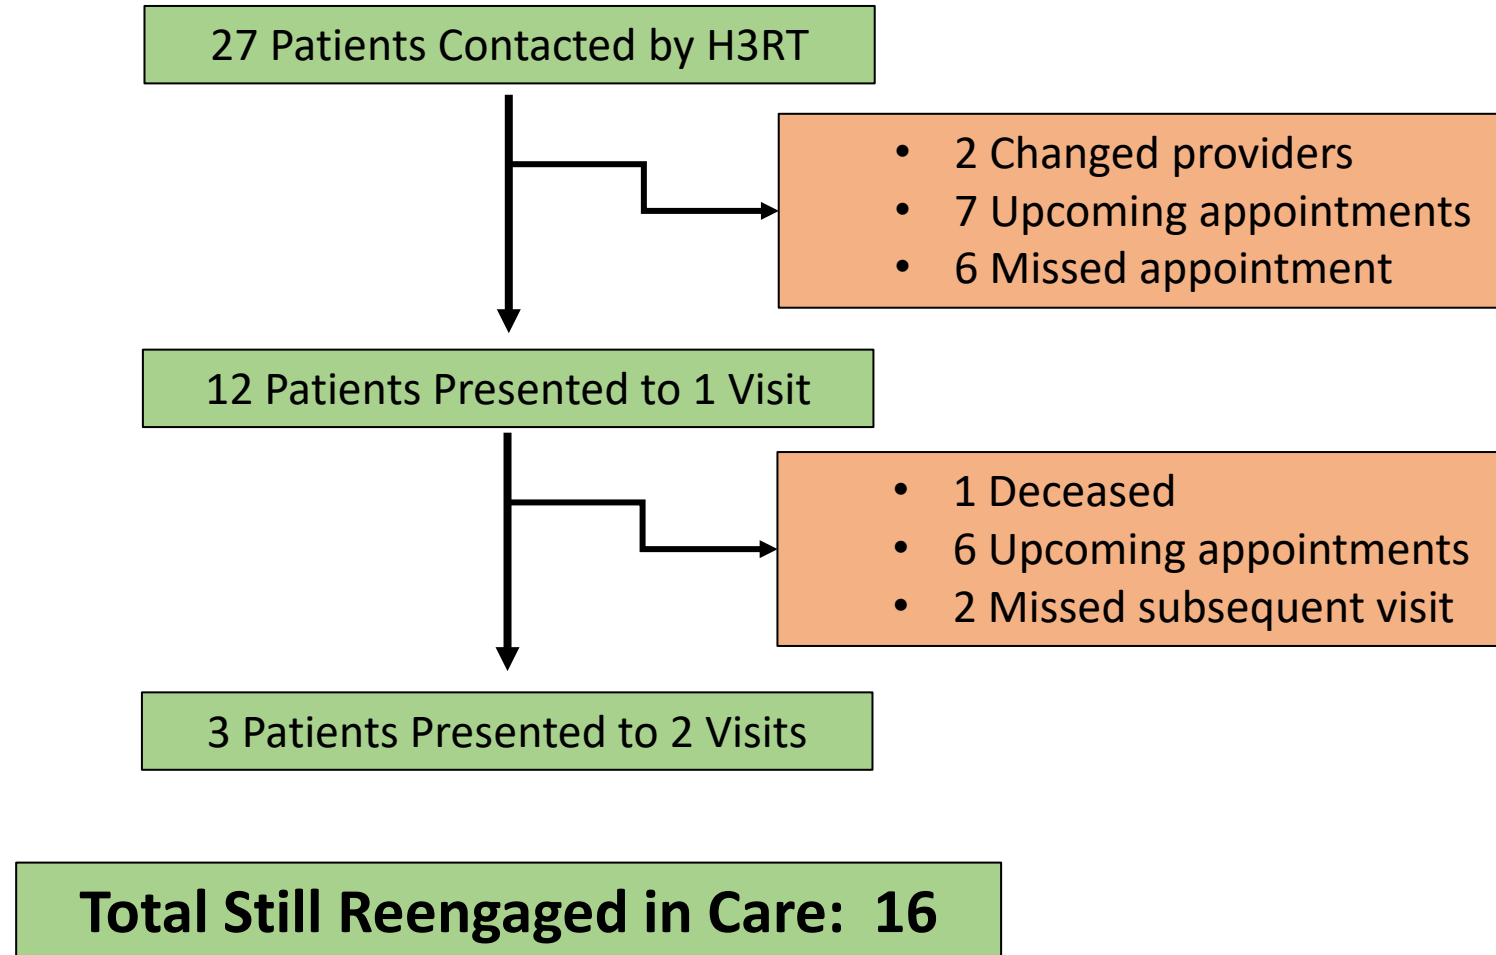 27 Patients Contacted by H3RT
• 2 Changed providers
• 7 Upcoming appointments
• 6 Missed appointment
12 Patients Presented to 1 Visit
• 1 Deceased
• 6 Upcoming appointments
• 2 Missed subsequent visit
3 Patients Presented to 2 Visits
Total Still Reengaged in Care: 16